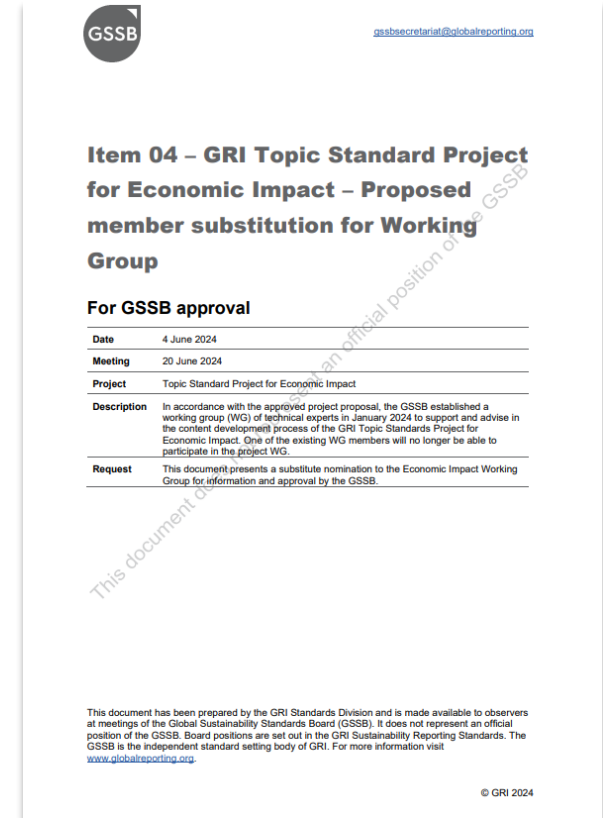 GSSB
gssbsecretariat@globalreporting.org
Item 04 – GRI Topic Standard Project
for Economic Impact – Proposed
member substitution for Working
Group
For GSSB approval
Date 4 June 2024
Meeting 20 June 2024
Project Topic Standard Project for Economic Impact
Description In accordance with the approved project proposal, the GSSB established a
working group (WG) of technical experts in January 2024 to support and advise in
the content development process of the GRI Topic Standards Project for
Economic Impact. One of the existing WG members will no longer be able to
participate in the project WG.
Request This document presents a substitute nomination to the Economic Impact Working
Group for information and approval by the GSSB.
This document does not represent an official position of the GSSB
This document has been prepared by the GRI Standards Division and is made available to observers
at meetings of the Global Sustainability Standards Board (GSSB). It does not represent an official
position of the GSSB. Board positions are set out in the GRI Sustainability Reporting Standards. The
GSSB is the independent standard setting body of GRI. For more information visit
www.globalreporting.org.
© GRI 2024